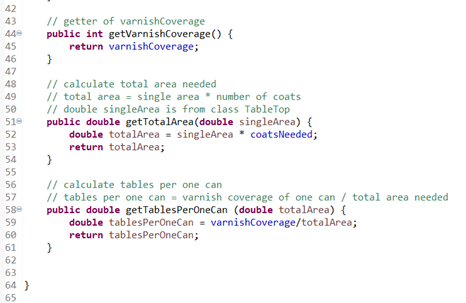 42
43 // getter of varnishCoverage
44 public int getVarnishCoverage() {
45 return varnishCoverage;
46 }
47
48 // calculate total area needed
49 // total area = single area * number of coats
50 // double singleArea is from class TableTop
51 public double getTotalArea(double singleArea) {
52 double totalArea = singleArea * coatsNeeded;
53 return totalArea;
54 }
55
56 // calculate tables per one can
57 // tables per one can = varnish coverage of one can / total area needed
58 public double getTablesPerOneCan (double totalArea) {
59 double tablesPerOneCan = varnishCoverage/totalArea;
60 return tablesPerOneCan;
61 }
62
63
64 }
65